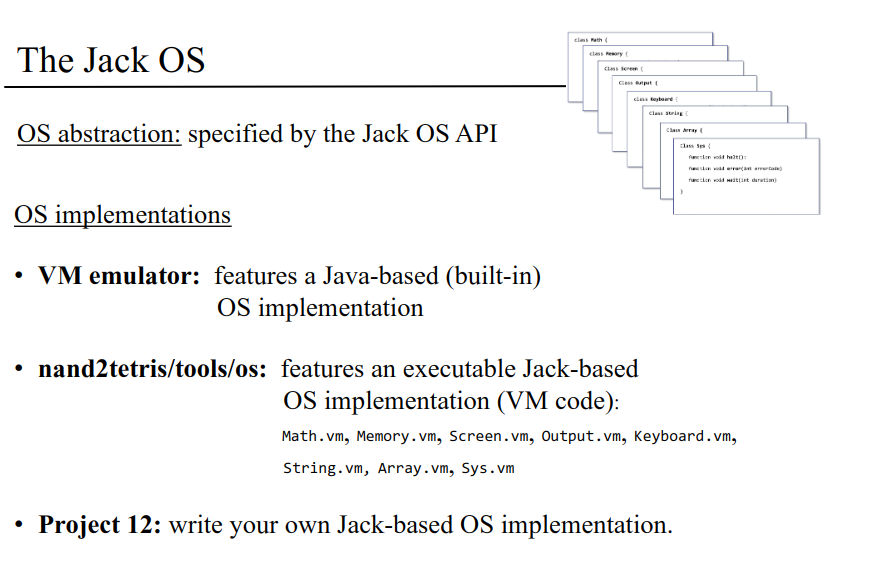 The Jack OS
class Math {
class Memory {
Class Screen {
Class Output {
Class Keyboard {
Class String {
Class Array {
Class Sys {
function void halt():
function void error(int errorCode)
function void wait(int duration)
}
OS abstraction: specified by the Jack OS API
OS implementations
• VM emulator: features a Java-based (built-in)
OS implementation
• nand2tetris/tools/os: features an executable Jack-based
OS implementation (VM code):
Math.vm, Memory.vm, Screen.vm, Output.vm, Keyboard.vm,
String.vm, Array.vm, Sys.vm
• Project 12: write your own Jack-based OS implementation.